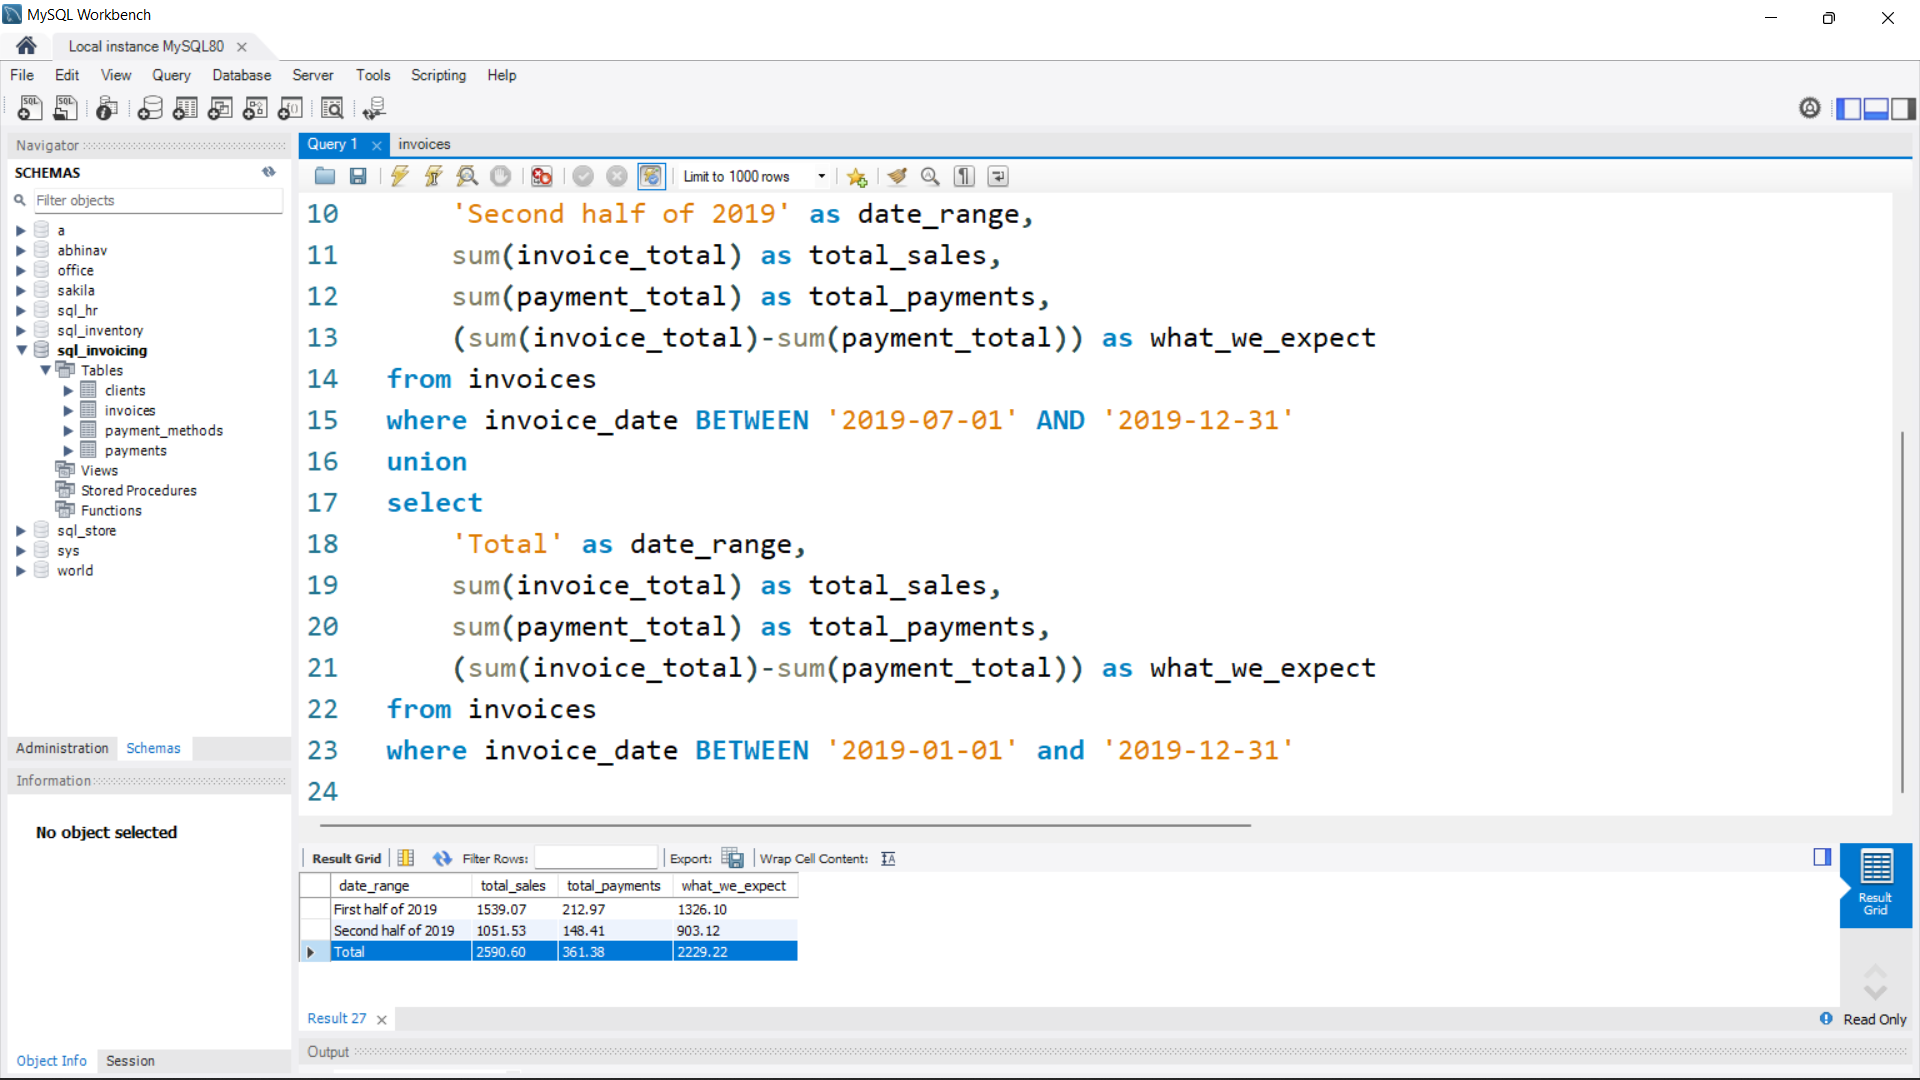 MySQL Workbench
Local instance MySQL80
File Edit View Query Database Server Tools Scripting Help
Navigator
SCHEMAS
Filter objects
a
abhinav
office
sakila
sql_hr
sql_inventory
sql_invoicing
Tables
clients
invoices
payment_methods
payments
Views
Stored Procedures
Functions
sql_store
sys
world
Administration Schemas
Information
No object selected
Object Info Session
Query 1 invoices
Limit to 1000 rows
10 'Second half of 2019' as date_range,
11 sum(invoice_total) as total_sales,
12 sum(payment_total) as total_payments,
13 (sum(invoice_total)-sum(payment_total)) as what_we_expect
14 from invoices
15 where invoice_date BETWEEN '2019-07-01' AND '2019-12-31'
16 union
17 select
18 'Total' as date_range,
19 sum(invoice_total) as total_sales,
20 sum(payment_total) as total_payments,
21 (sum(invoice_total)-sum(payment_total)) as what_we_expect
22 from invoices
23 where invoice_date BETWEEN '2019-01-01' and '2019-12-31'
24
Result Grid Filter Rows: Export: Wrap Cell Content:
date_range total_sales total_payments what_we_expect
First half of 2019 1539.07 212.97 1326.10
Second half of 2019 1051.53 148.41 903.12
Total 2590.60 361.38 2229.22
Result
Grid
Result 27
Read Only
Output